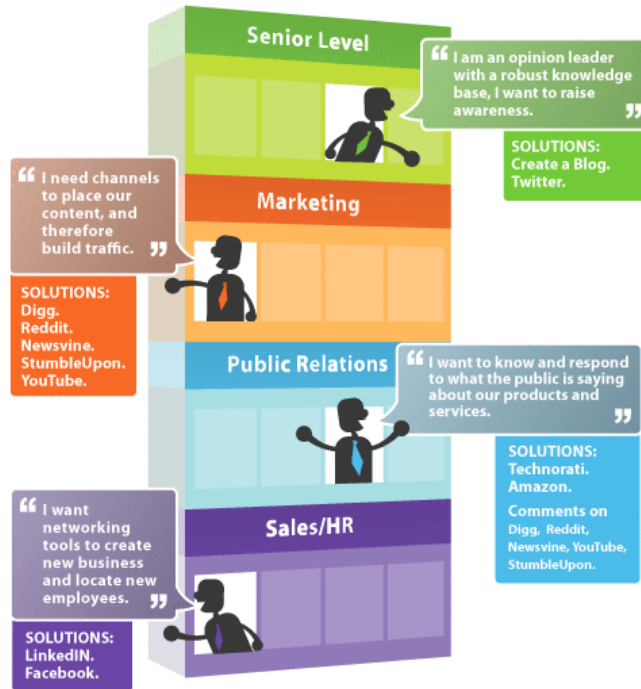 Senior Level
“ I am an opinion leader
with a robust knowledge
base, I want to raise
awareness. ”
SOLUTIONS:
Create a Blog.
Twitter.
Marketing
“ I need channels
to place our
content, and
therefore
build traffic. ”
SOLUTIONS:
Digg.
Reddit.
Newsvine.
StumbleUpon.
YouTube.
Public Relations
“ I want to know and respond
to what the public is saying
about our products and
services. ”
SOLUTIONS:
Technorati.
Amazon.
Comments on
Digg, Reddit,
Newsvine, YouTube,
StumbleUpon.
Sales/HR
“ I want
networking
tools to create
new business
and locate new
employees. ”
SOLUTIONS:
LinkedIN.
Facebook.